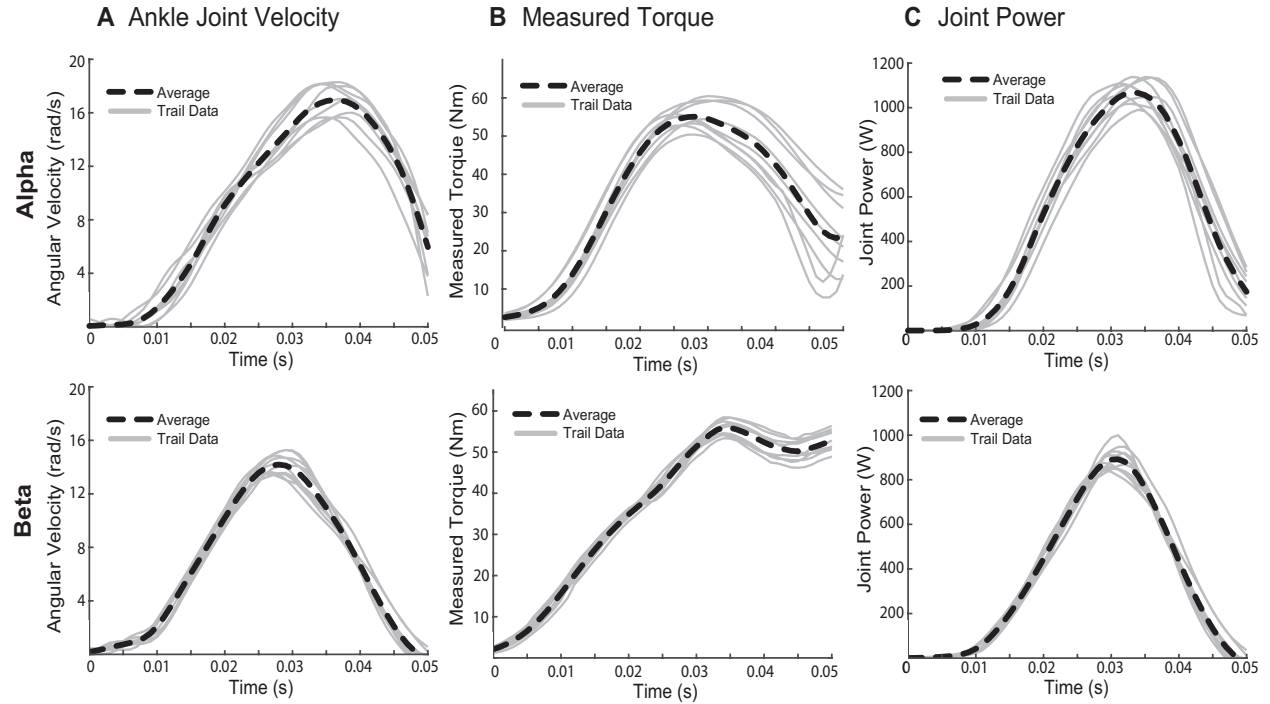 A Ankle Joint Velocity
B Measured Torque
C Joint Power
Alpha
Angular Velocity (rad/s)
20
16
12
8
4
Average
Trail Data
0 0.01 0.02 0.03 0.04 0.05
Time (s)
Measured Torque (Nm)
60
50
40
30
20
10
Average
Trail Data
0 0.01 0.02 0.03 0.04 0.05
Time (s)
Joint Power (W)
1200
1000
800
600
400
200
Average
Trail Data
0 0.01 0.02 0.03 0.04 0.05
Time (s)
Beta
Angular Velocity (rad/s)
20
16
12
8
4
Average
Trail Data
0 0.01 0.02 0.03 0.04 0.05
Time (s)
Measured Torque (Nm)
60
50
40
30
20
10
Average
Trail Data
0 0.01 0.02 0.03 0.04 0.05
Time (s)
Joint Power (W)
1200
1000
800
600
400
200
Average
Trail Data
0 0.01 0.02 0.03 0.04 0.05
Time (s)